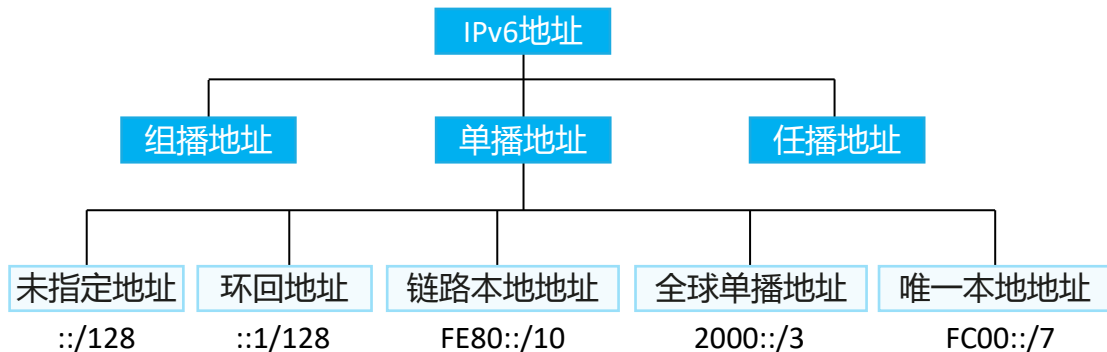 IPv6地址
组播地址 单播地址 任播地址
未指定地址 环回地址 链路本地地址 全球单播地址 唯一本地地址
::/128 ::1/128 FE80::/10 2000::/3 FC00::/7